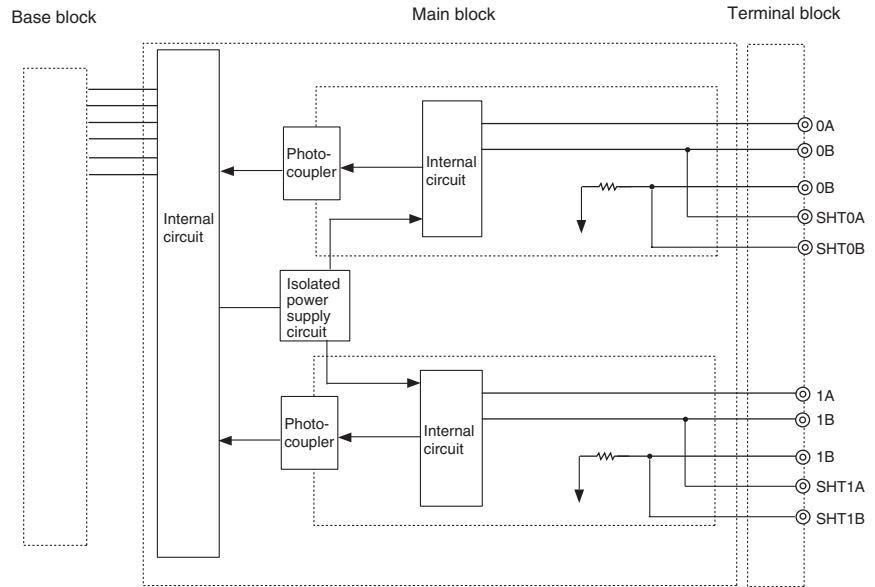 Base block
Main block
Terminal block
Internal
circuit
Photo-
coupler
Internal
circuit
0A
0B
0B
SHT0A
SHT0B
Isolated
power
supply
circuit
Photo-
coupler
Internal
circuit
1A
1B
1B
SHT1A
SHT1B